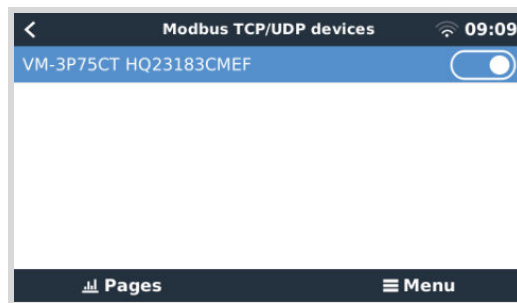 Modbus TCP/UDP devices 09:09
VM-3P75CT HQ23183CMEF
Pages Menu